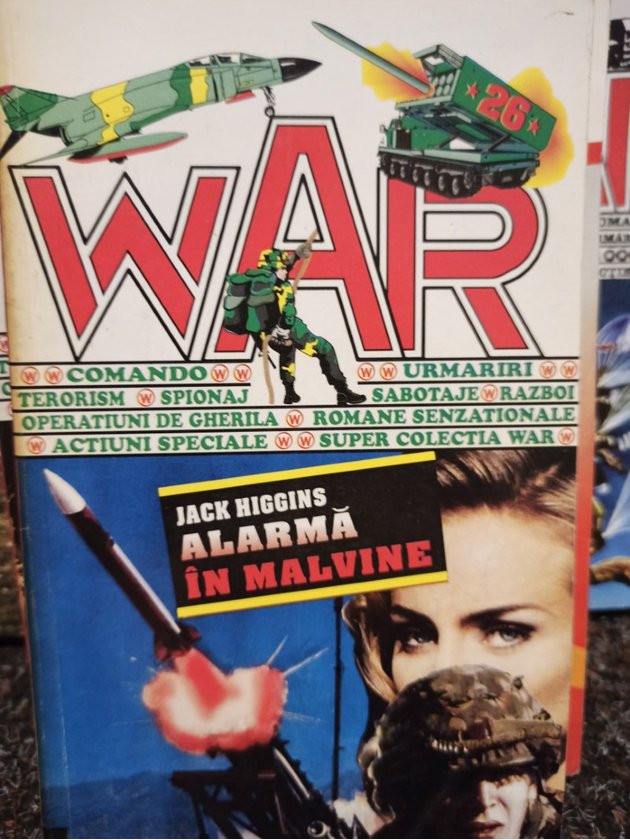 26
WAR
COMANDO URMARIRI
TERORISM SPIONAJ SABOTAJE RAZBOI
OPERATIUNI DE GHERILA ROMANE SENZATIONALE
ACTIUNI SPECIALE SUPER COLECTIA WAR
JACK HIGGINS
ALARMĂ
ÎN MALVINE